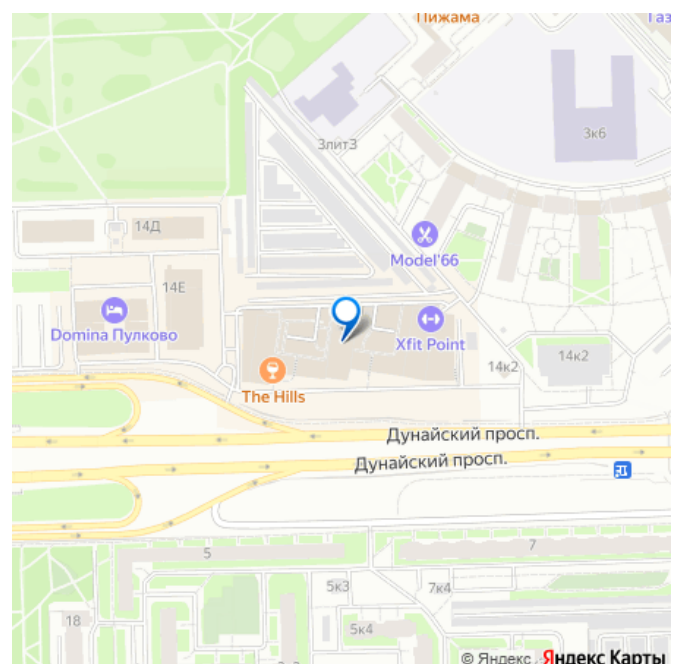 Пижама
Газ
3к6
3литЗ
14Д
Model'66
14Е
Domina Пулково
Xfit Point
14к2
14к2
The Hills
Дунайский просп.
Дунайский просп.
5
7
5к3
7к4
18
5к4
© Яндекс Яндекс Карты